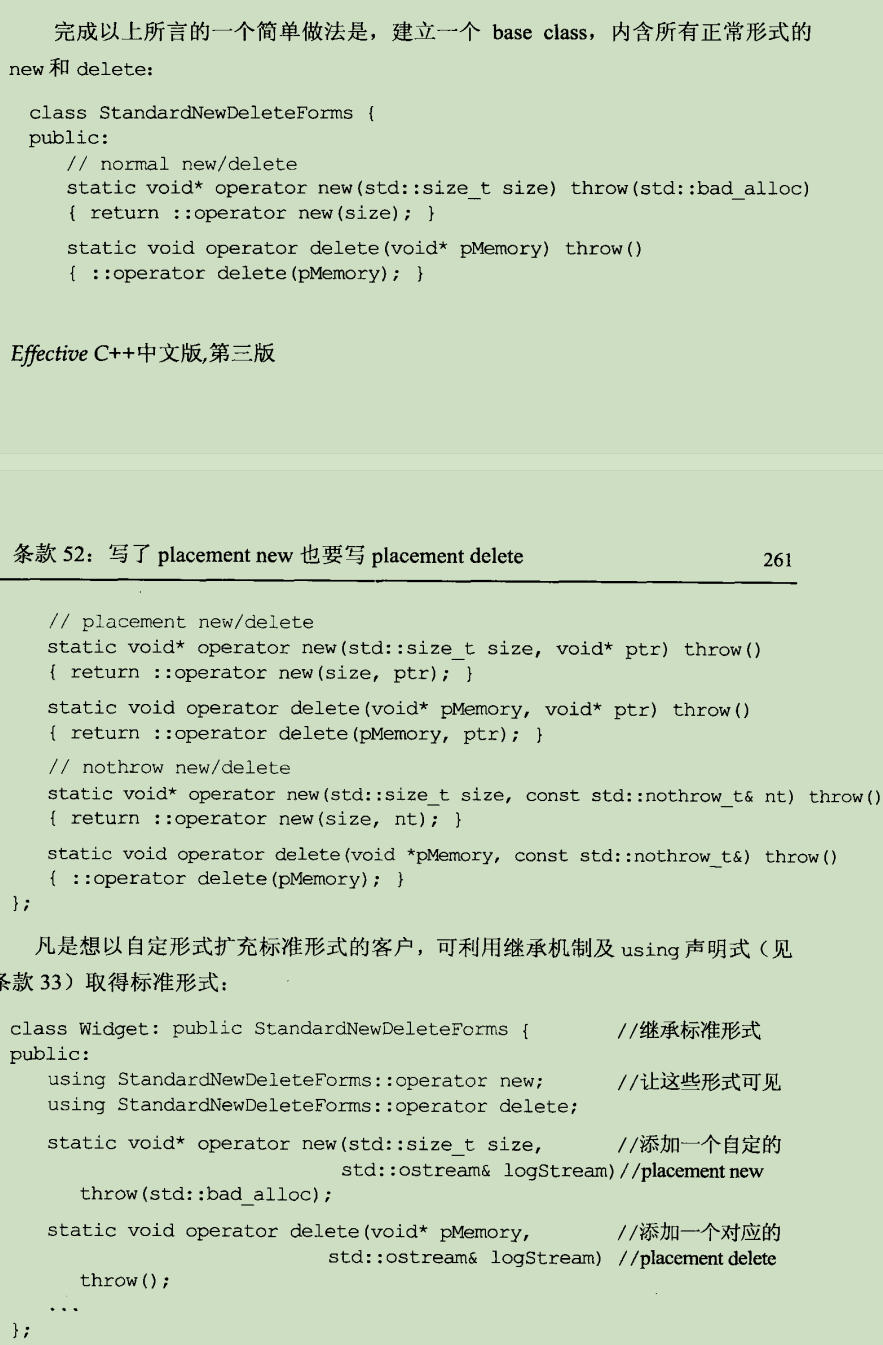 完成以上所言的一个简单做法是，建立一个 base class，内含所有正常形式的
new 和 delete:
class StandardNewDeleteForms {
public:
// normal new/delete
static void* operator new(std::size_t size) throw(std::bad_alloc)
{ return ::operator new(size); }
static void operator delete(void* pMemory) throw()
{ ::operator delete(pMemory); }
Effective C++中文版,第三版
条款 52：写了 placement new 也要写 placement delete 261
// placement new/delete
static void* operator new(std::size_t size, void* ptr) throw()
{ return ::operator new(size, ptr); }
static void operator delete(void* pMemory, void* ptr) throw()
{ return ::operator delete(pMemory, ptr); }
// nothrow new/delete
static void* operator new(std::size_t size, const std::nothrow_t& nt) throw()
{ return ::operator new(size, nt); }
static void operator delete(void *pMemory, const std::nothrow_t&) throw()
{ ::operator delete(pMemory); }
};
凡是想以自定形式扩充标准形式的客户，可利用继承机制及 using 声明式（见
条款 33）取得标准形式：
class Widget: public StandardNewDeleteForms { //继承标准形式
public:
using StandardNewDeleteForms::operator new; //让这些形式可见
using StandardNewDeleteForms::operator delete;
static void* operator new(std::size_t size, //添加一个自定的
std::ostream& logStream) //placement new
throw(std::bad_alloc);
static void operator delete(void* pMemory, //添加一个对应的
std::ostream& logStream) //placement delete
throw();
...
};